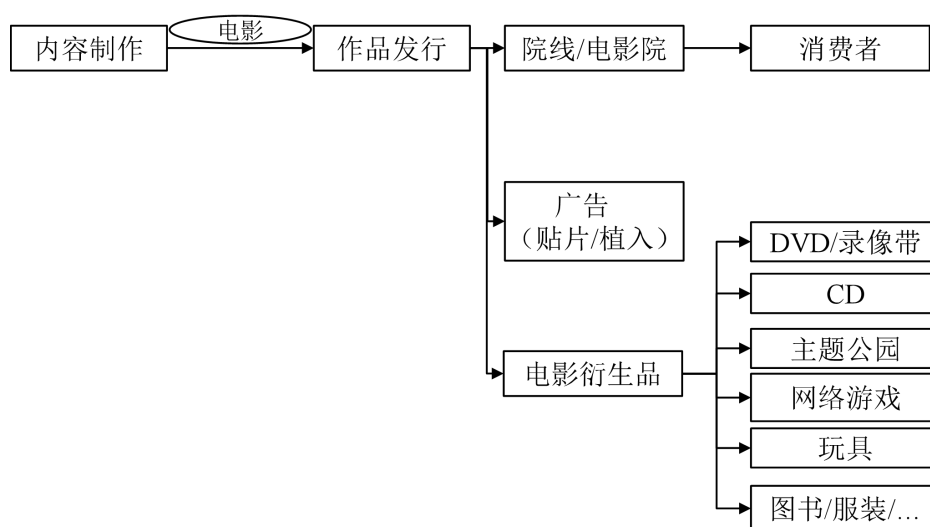 内容制作
电影
作品发行
院线/电影院
消费者
广告
（贴片/植入）
DVD/录像带
CD
主题公园
电影衍生品
网络游戏
玩具
图书/服装/...